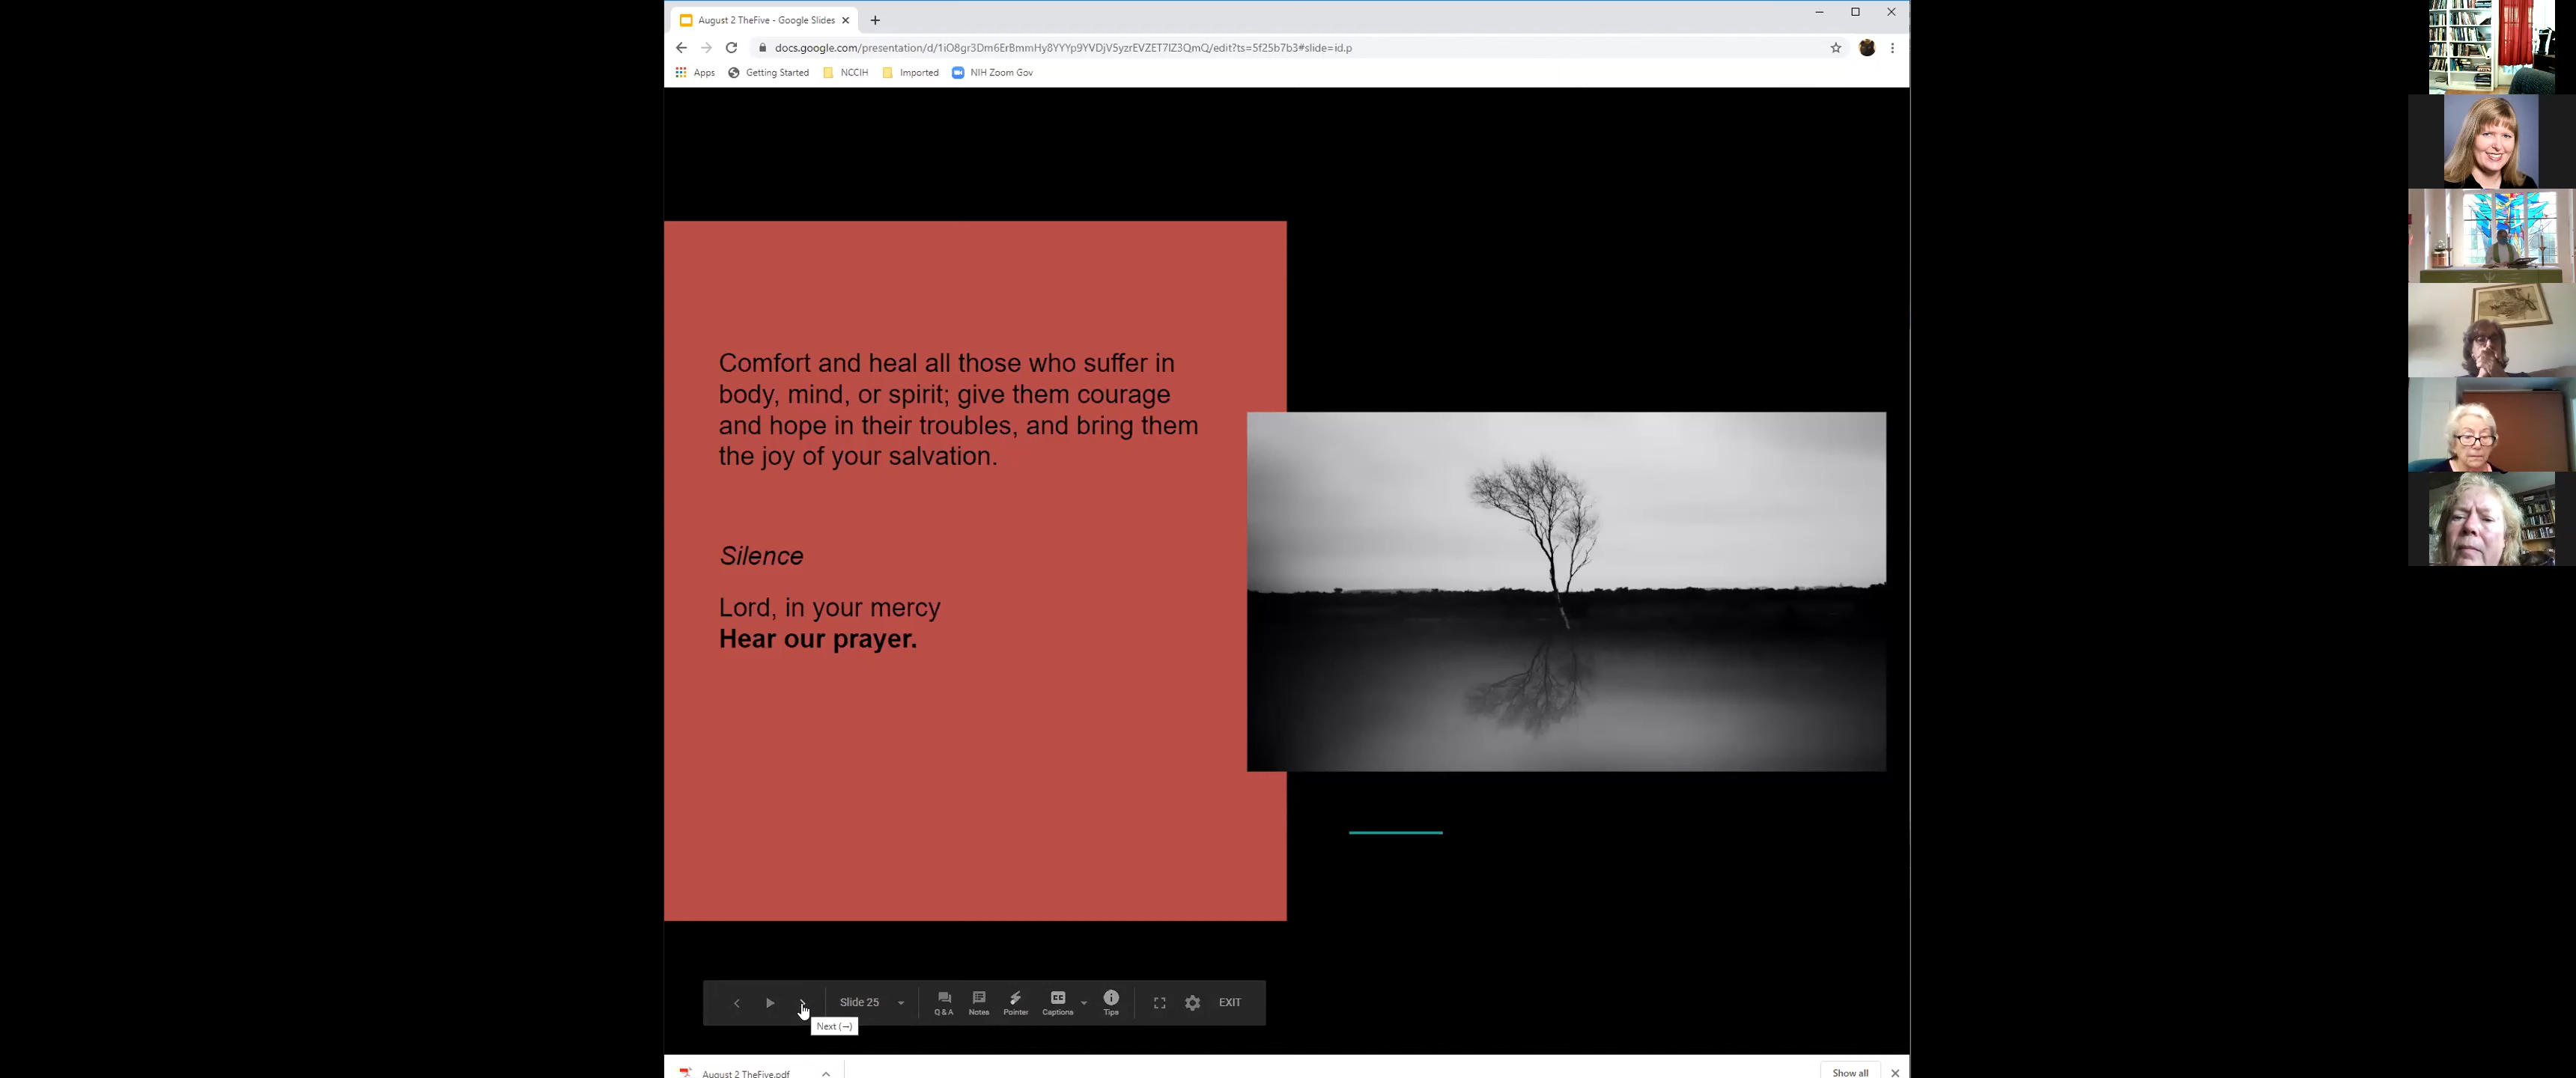 August 2 TheFive - Google Slides
docs.google.com/presentation/d/1iO8gr3Dm6ErBmmHy8YYYp9YVDjV5yzrEVZET7IZ3QmQ/edit?ts=5f25b7b3#slide=id.p
Apps Getting Started NCCIH Imported NIH Zoom Gov
Comfort and heal all those who suffer in
body, mind, or spirit; give them courage
and hope in their troubles, and bring them
the joy of your salvation.
Silence
Lord, in your mercy
Hear our prayer.
Slide 25 Q & A Notes Pointer CC Captions Tips EXIT
Next (→)
August 2 TheFive.pdf Show all